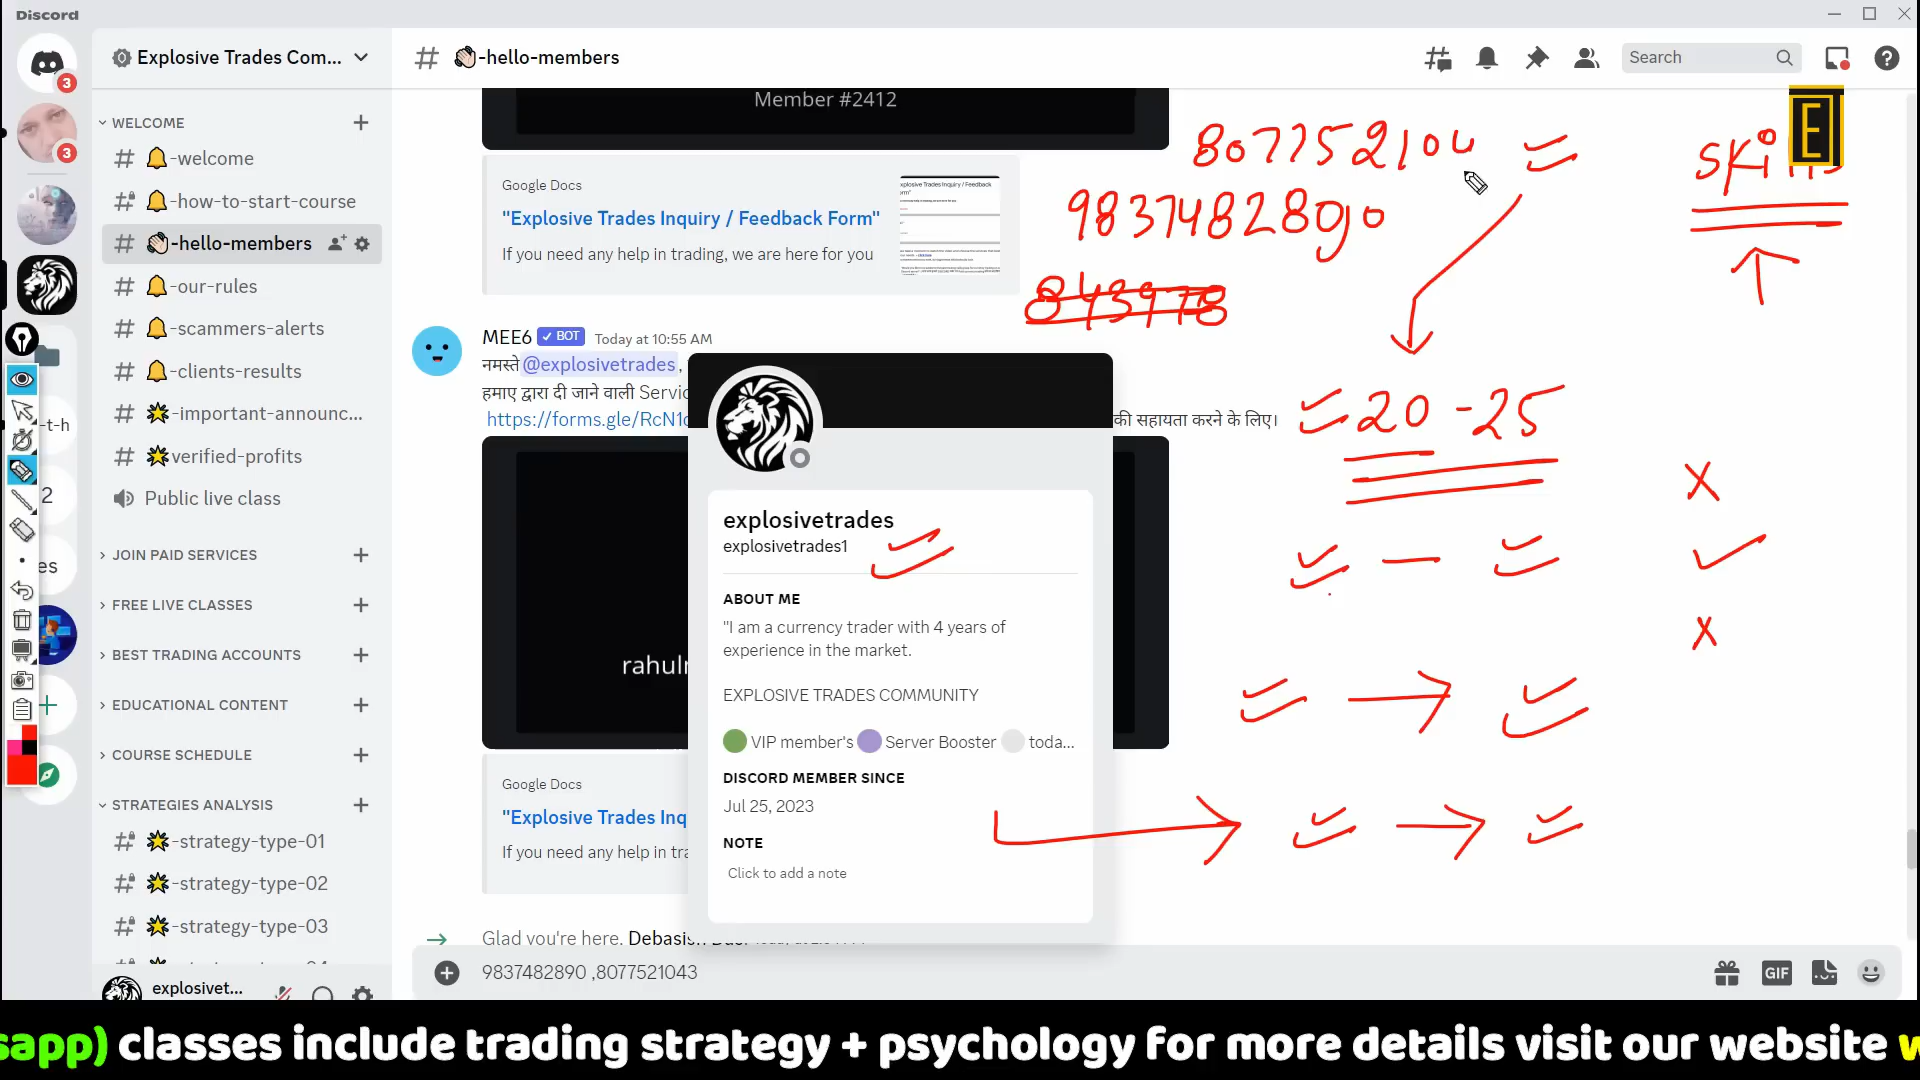 Discord
3
3
Explosive Trades Com...
WELCOME
-welcome
-how-to-start-course
-hello-members
-our-rules
-scammers-alerts
-clients-results
-important-announc...
verified-profits
Public live class
JOIN PAID SERVICES
FREE LIVE CLASSES
BEST TRADING ACCOUNTS
EDUCATIONAL CONTENT
COURSE SCHEDULE
STRATEGIES ANALYSIS
-strategy-type-01
-strategy-type-02
-strategy-type-03
explosivet...
-t-h
2
es
-hello-members
Search
E
Member #2412
Google Docs
"Explosive Trades Inquiry / Feedback Form"
If you need any help in trading, we are here for you
MEE6 BOT Today at 10:55 AM
नमस्ते @explosivetrades,
हमाए द्वारा दी जाने वाली Servic
https://forms.gle/RcN1c
की सहायता करने के लिए।
Google Docs
"Explosive Trades Inq
If you need any help in tra
Glad you're here,
9837482890 ,8077521043
GIF
explosivetrades
explosivetrades1
ABOUT ME
"I am a currency trader with 4 years of
experience in the market.
EXPLOSIVE TRADES COMMUNITY
VIP member's Server Booster toda...
DISCORD MEMBER SINCE
Jul 25, 2023
NOTE
Click to add a note
843978
20 - 25
sapp) classes include trading strategy + psychology for more details visit our website w